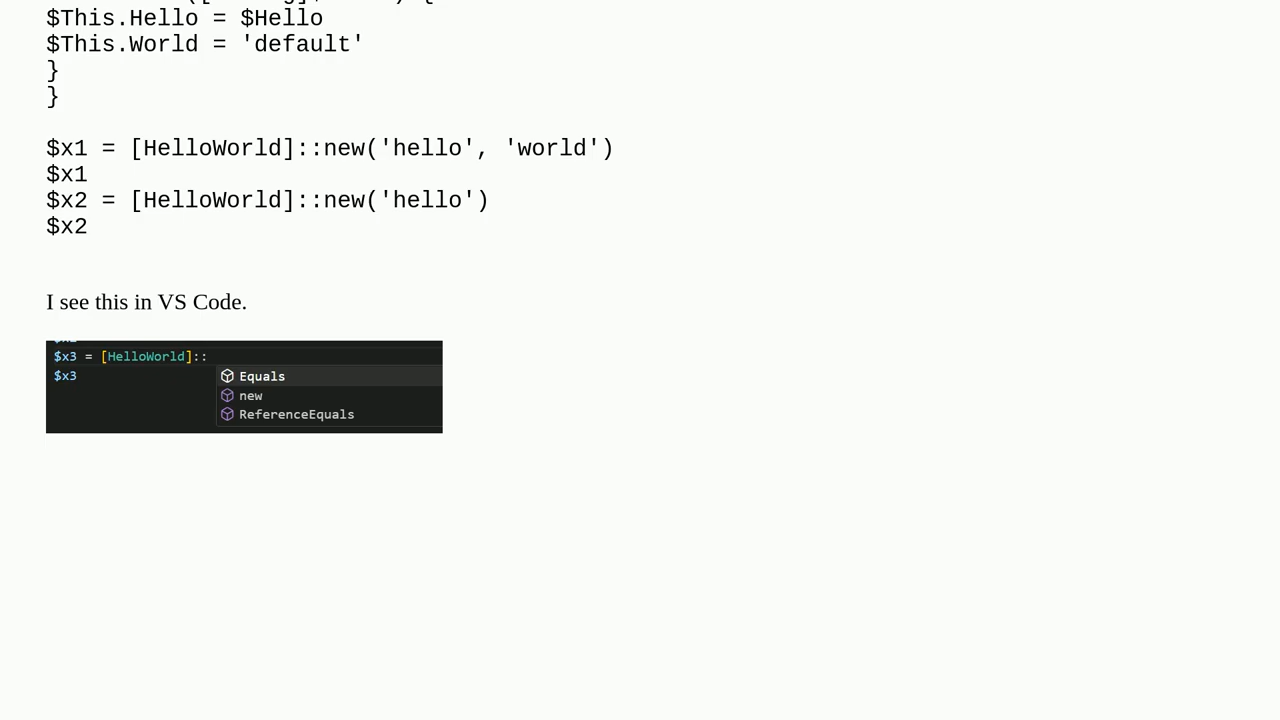 $This.Hello = $Hello
$This.World = 'default'
}
}
$x1 = [HelloWorld]::new('hello', 'world')
$x1
$x2 = [HelloWorld]::new('hello')
$x2
I see this in VS Code.
$x3 = [HelloWorld]::
$x3
Equals
new
ReferenceEquals